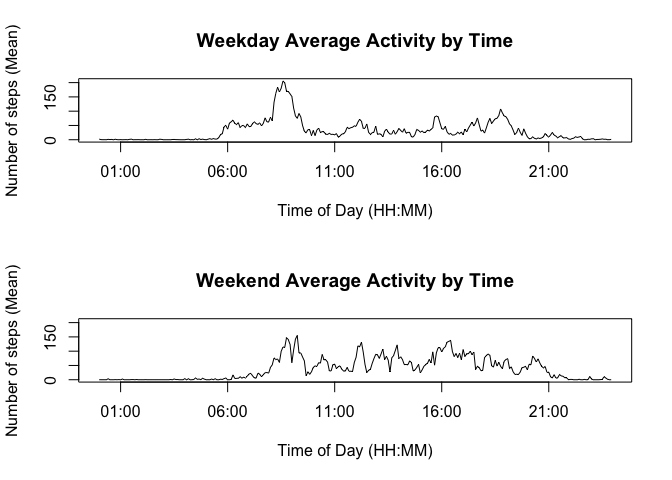 Weekday Average Activity by Time
Number of steps (Mean)
150
0
01:00 06:00 11:00 16:00 21:00
Time of Day (HH:MM)
Weekend Average Activity by Time
Number of steps (Mean)
150
0
01:00 06:00 11:00 16:00 21:00
Time of Day (HH:MM)